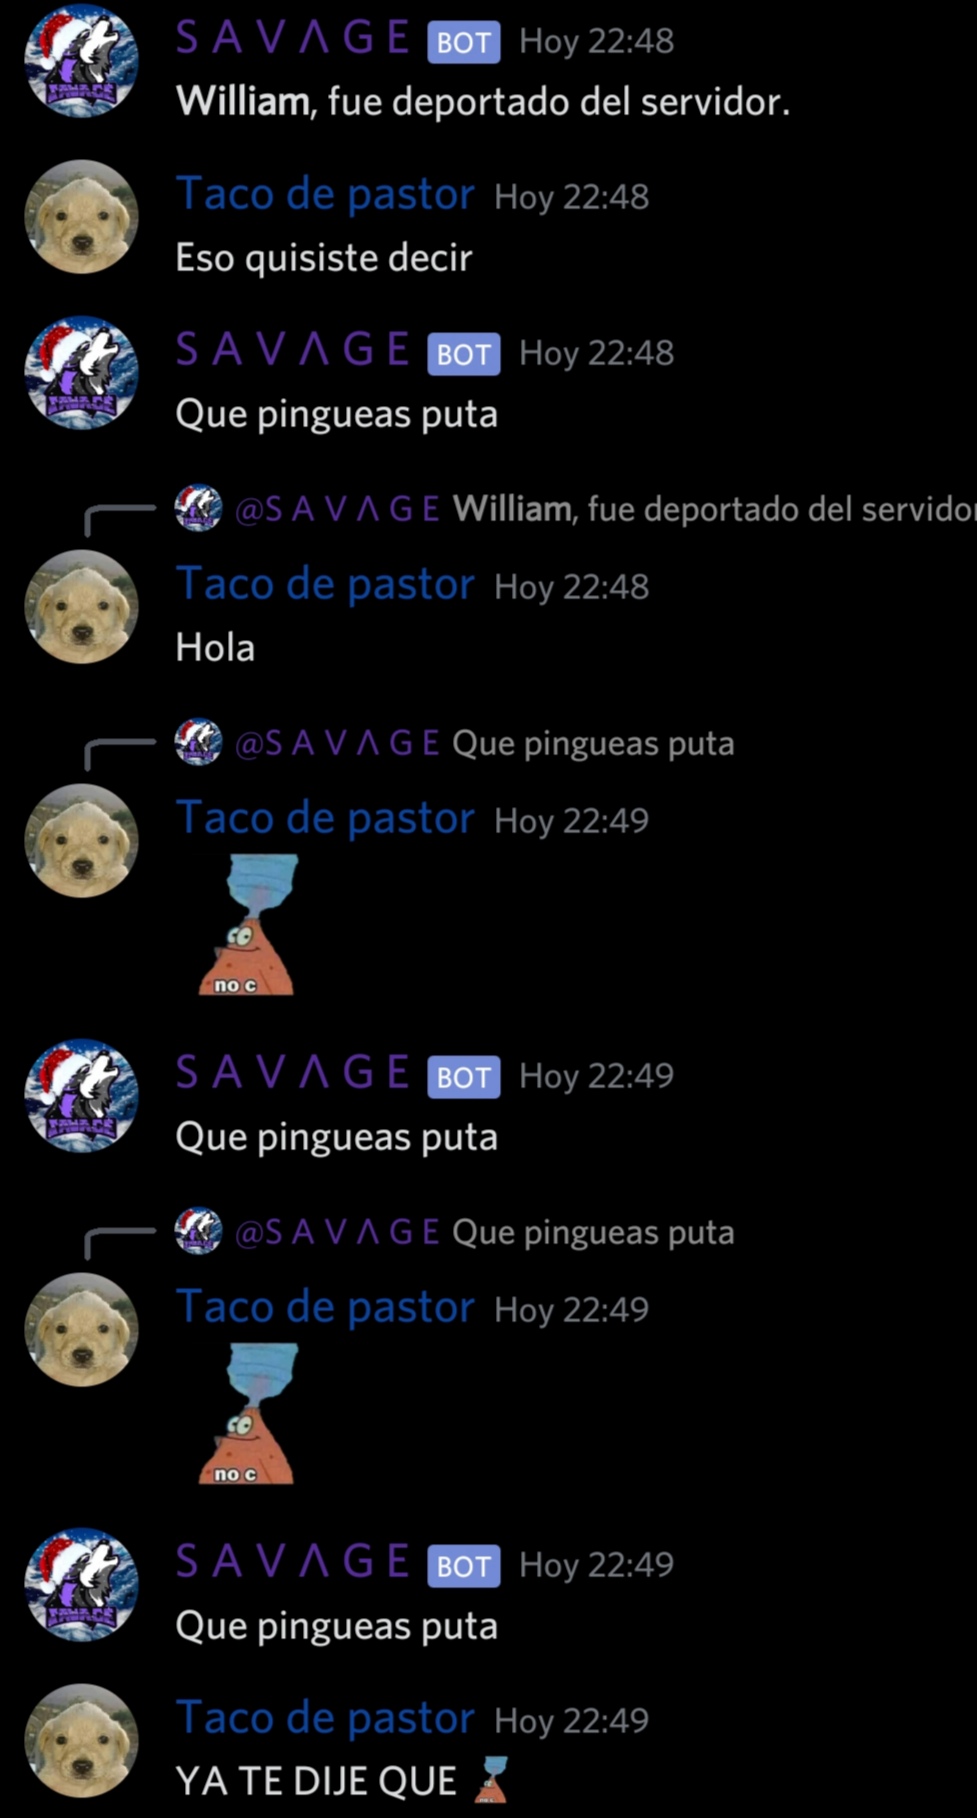 S A V Λ G E BOT Hoy 22:48
William, fue deportado del servidor.
Taco de pastor Hoy 22:48
Eso quisiste decir
S A V Λ G E BOT Hoy 22:48
Que pingueas puta
@S A V Λ G E William, fue deportado del servidor
Taco de pastor Hoy 22:48
Hola
@S A V Λ G E Que pingueas puta
Taco de pastor Hoy 22:49
no c
S A V Λ G E BOT Hoy 22:49
Que pingueas puta
@S A V Λ G E Que pingueas puta
Taco de pastor Hoy 22:49
no c
S A V Λ G E BOT Hoy 22:49
Que pingueas puta
Taco de pastor Hoy 22:49
YA TE DIJE QUE